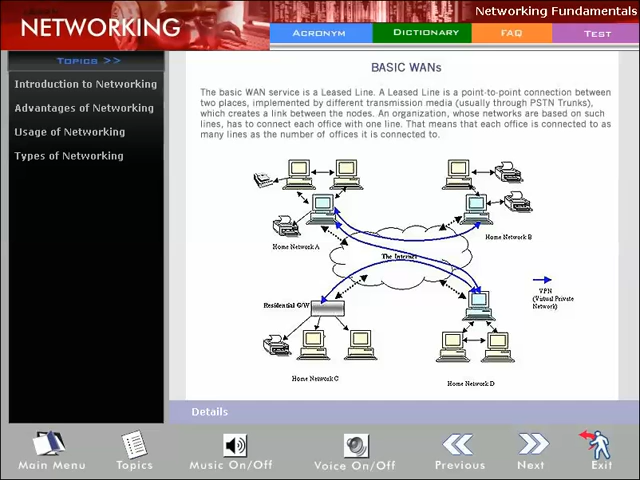 Networking Fundamentals
NETWORKING
ACRONYM
DICTIONARY
FAQ
TEST
TOPICS >>
Introduction to Networking
Advantages of Networking
Usage of Networking
Types of Networking
BASIC WANs
The basic WAN service is a Leased Line. A Leased Line is a point-to-point connection between
two places, implemented by different transmission media (usually through PSTN Trunks),
which creates a link between the nodes. An organization, whose networks are based on such
lines, has to connect each office with one line. That means that each office is connected to as
many lines as the number of offices it is connected to.
Home Network A
Home Network B
The Internet
VPN
(Virtual Private
Network)
Residential G/W
Home Network C
Home Network D
Details
Main Menu
Topics
Music On/Off
Voice On/Off
Previous
Next
Exit